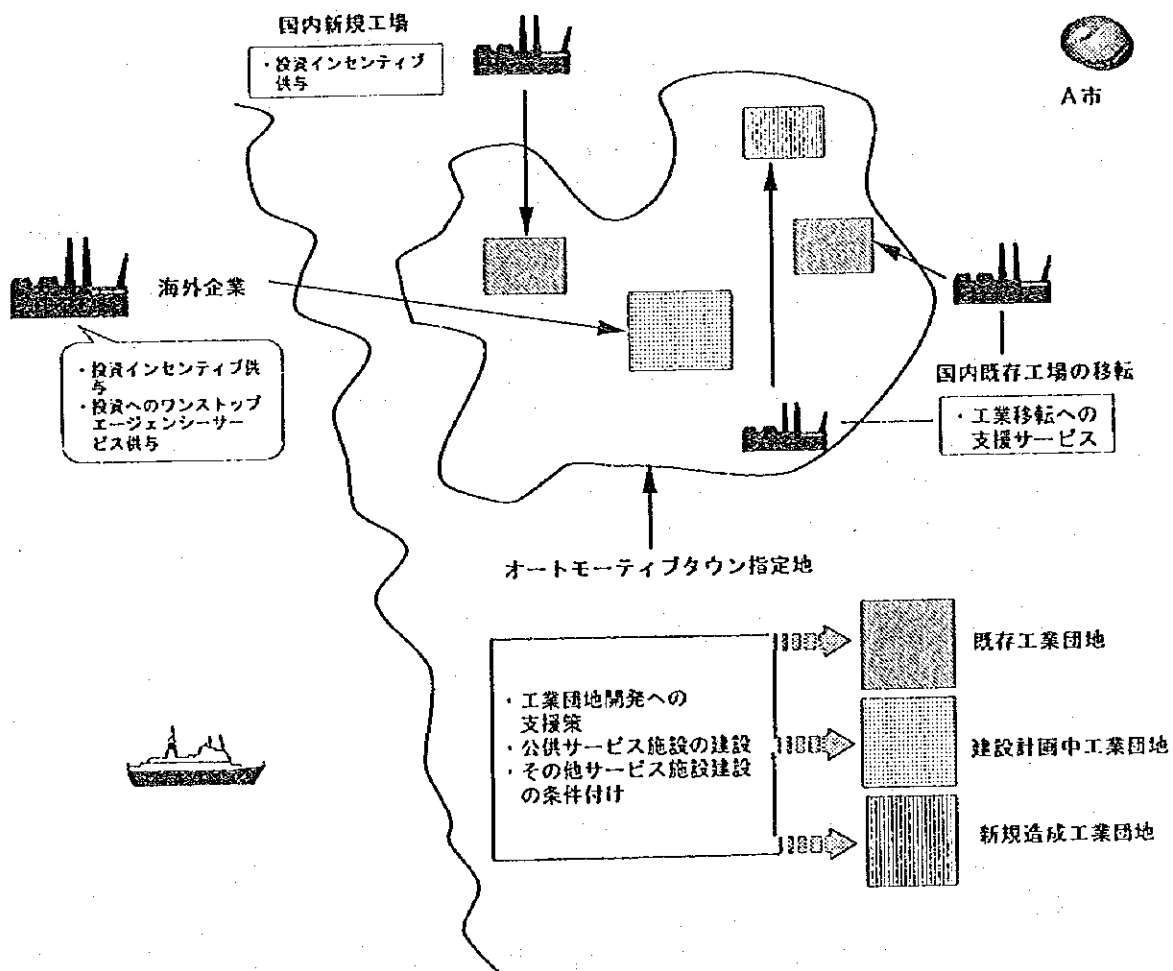 国内新規工場
・投資インセンティブ
供与
A市
海外企業
・投資インセンティブ供
与
・投資へのワンストップ
エージェンシーサー
ビス供与
国内既存工場の移転
・工業移転への
支援サービス
オートモーティブタウン指定地
・工業団地開発への
支援策
・公供サービス施設の建設
・その他サービス施設建設
の条件付け
既存工業団地
建設計画中工業団地
新規造成工業団地